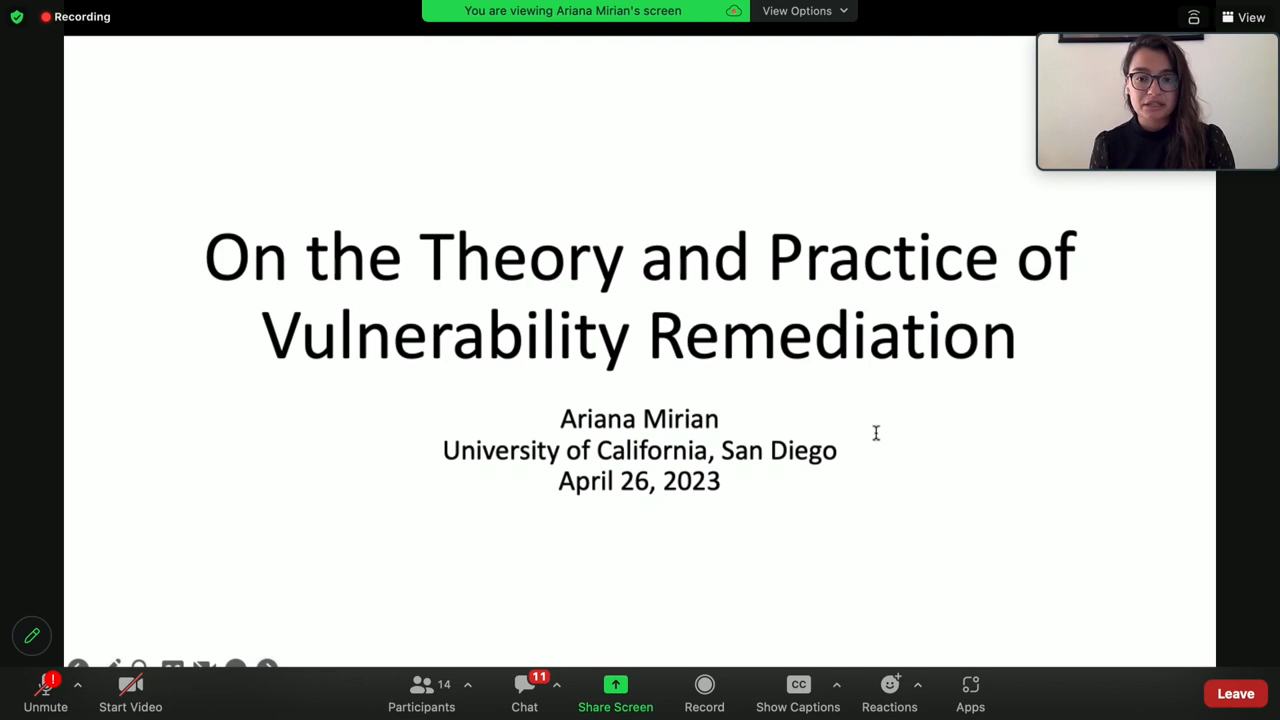 Recording
You are viewing Ariana Mirian's screen
View Options
View
On the Theory and Practice of
Vulnerability Remediation
Ariana Mirian
University of California, San Diego
April 26, 2023
Unmute
Start Video
14
Participants
11
Chat
Share Screen
Record
CC
Show Captions
Reactions
Apps
Leave